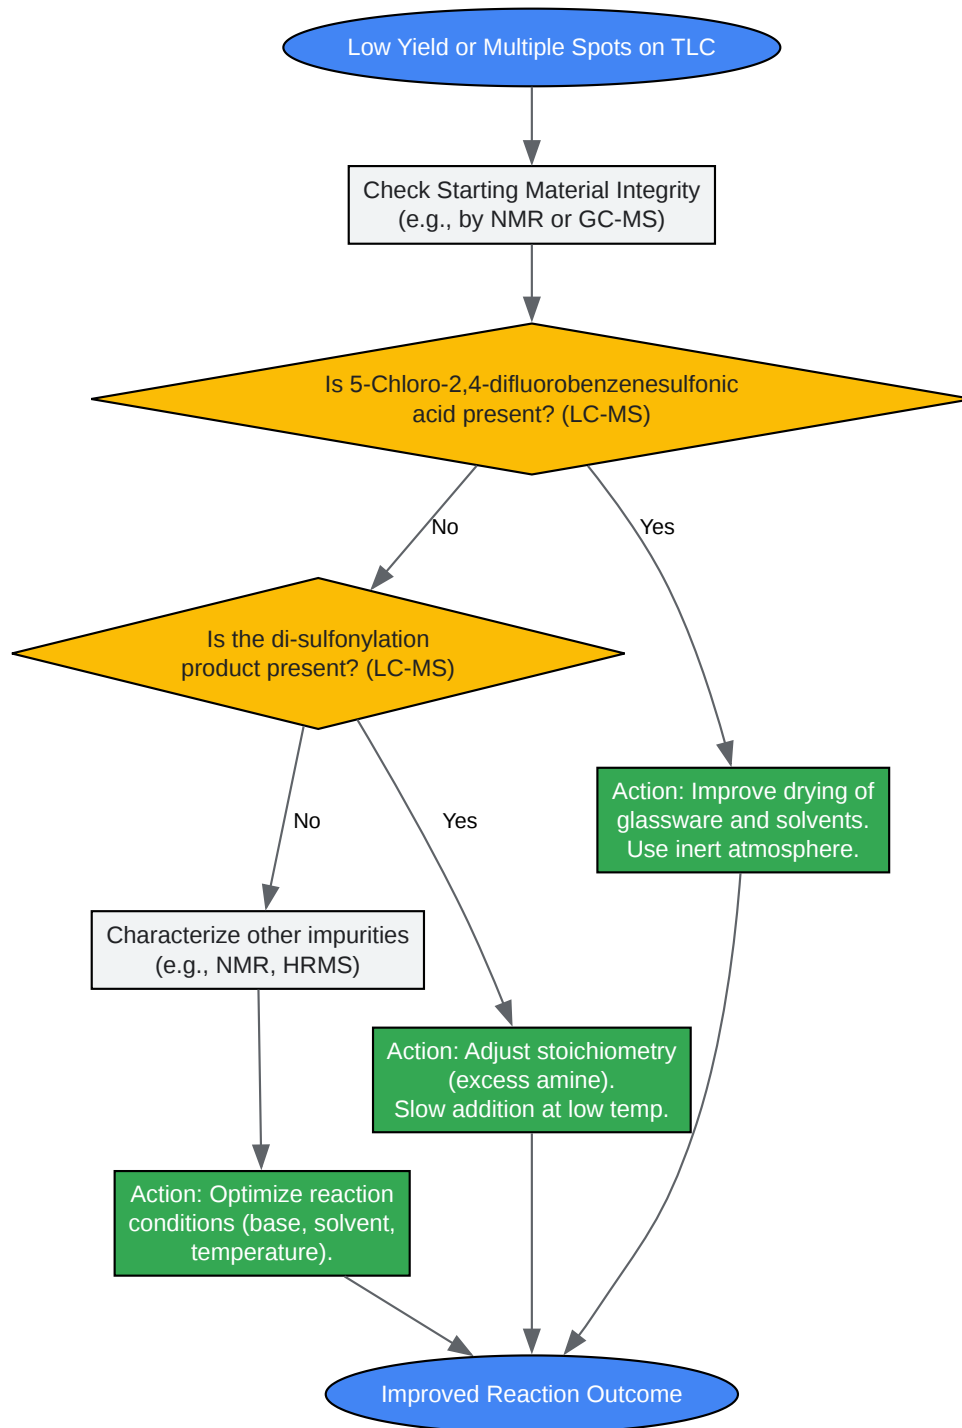 Low Yield or Multiple Spots on TLC
Check Starting Material Integrity
(e.g., by NMR or GC-MS)
Is 5-Chloro-2,4-difluorobenzenesulfonic
acid present? (LC-MS)
No
Yes
Is the di-sulfonylation
product present? (LC-MS)
Action: Improve drying of
glassware and solvents.
Use inert atmosphere.
No
Yes
Characterize other impurities
(e.g., NMR, HRMS)
Action: Adjust stoichiometry
(excess amine).
Slow addition at low temp.
Action: Optimize reaction
conditions (base, solvent,
temperature).
Improved Reaction Outcome